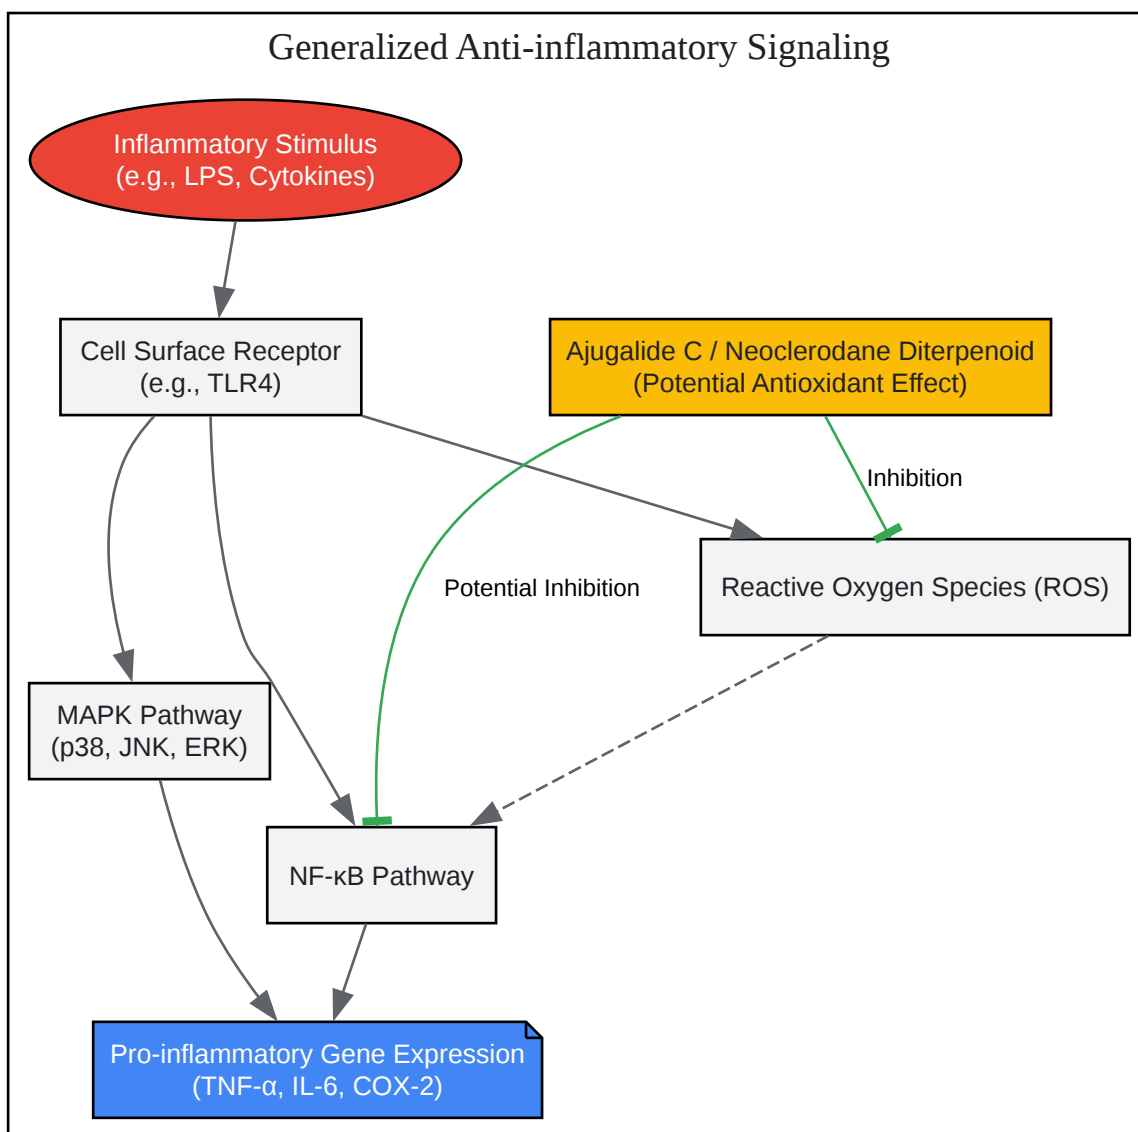 Generalized Anti-inflammatory Signaling
Inflammatory Stimulus
(e.g., LPS, Cytokines)
Cell Surface Receptor
(e.g., TLR4)
Ajugalide C / Neoclerodane Diterpenoid
(Potential Antioxidant Effect)
Inhibition
Potential Inhibition
Reactive Oxygen Species (ROS)
MAPK Pathway
(p38, JNK, ERK)
NF-κB Pathway
Pro-inflammatory Gene Expression
(TNF-α, IL-6, COX-2)